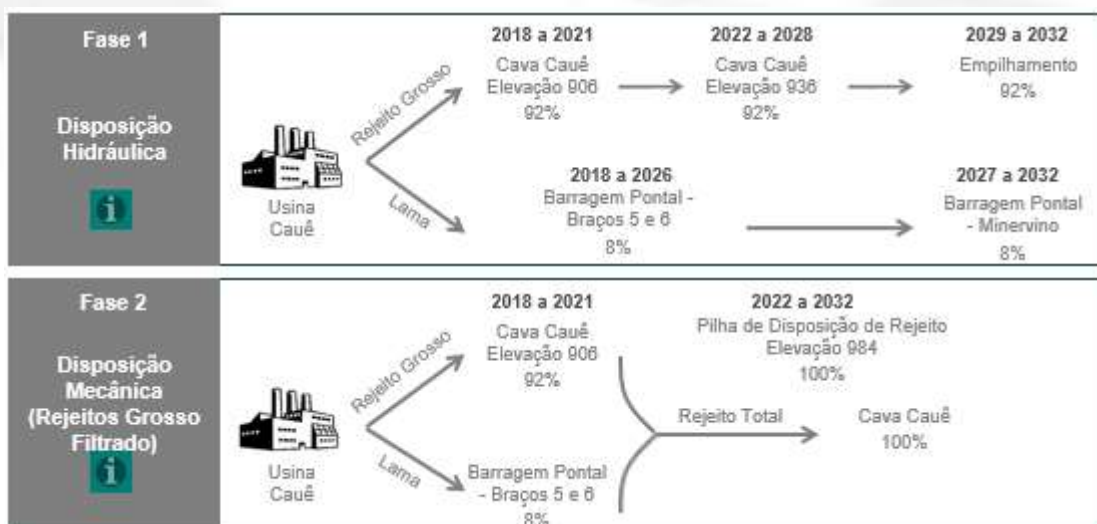 Fase 1
Disposição
Hidráulica
i
Usina
Cauê
Rejeito Grosso
Lama
2018 a 2021
Cava Cauê
Elevação 906
92%
2022 a 2028
Cava Cauê
Elevação 936
92%
2029 a 2032
Empilhamento
92%
2018 a 2026
Barragem Pontal -
Braços 5 e 6
8%
2027 a 2032
Barragem Pontal
- Minervino
8%
Fase 2
Disposição
Mecânica
(Rejeitos Grosso
Filtrado)
i
Usina
Cauê
Rejeito Grosso
Lama
2018 a 2021
Cava Cauê
Elevação 906
92%
Barragem Pontal
- Braços 5 e 6
8%
2022 a 2032
Pilha de Disposição de Rejeito
Elevação 984
100%
Rejeito Total
Cava Cauê
100%